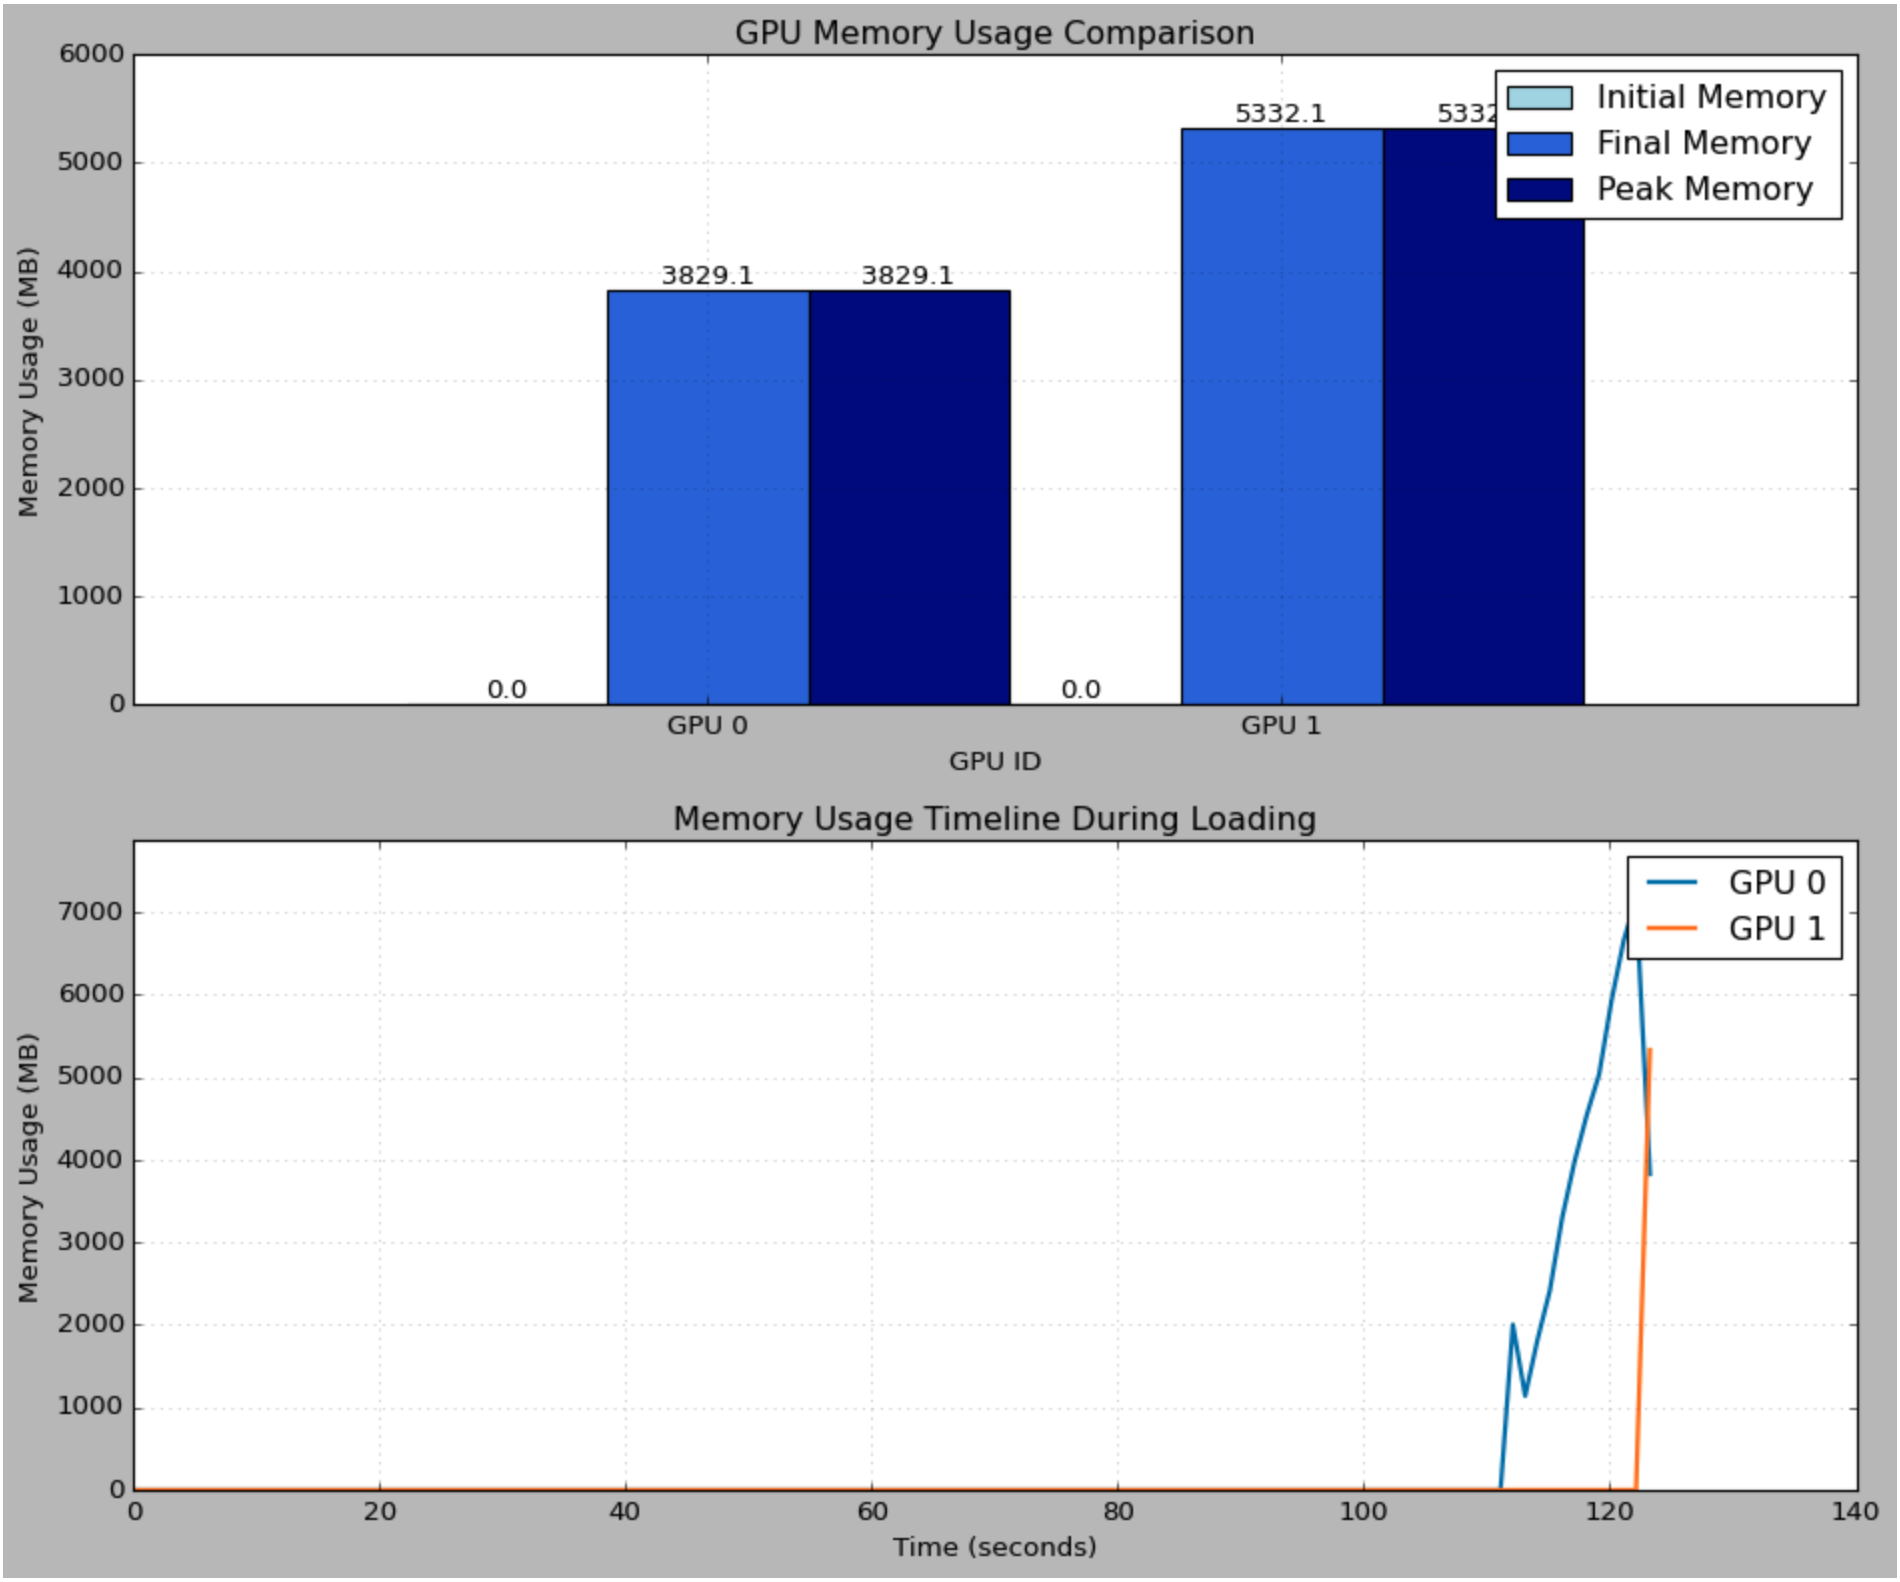 GPU Memory Usage Comparison
6000
5000
4000
3000
2000
1000
0
Memory Usage (MB)
0.0
3829.1
3829.1
0.0
5332.1
5332
Initial Memory
Final Memory
Peak Memory
GPU 0
GPU 1
GPU ID
Memory Usage Timeline During Loading
7000
6000
5000
4000
3000
2000
1000
0
Memory Usage (MB)
GPU 0
GPU 1
0
20
40
60
80
100
120
140
Time (seconds)